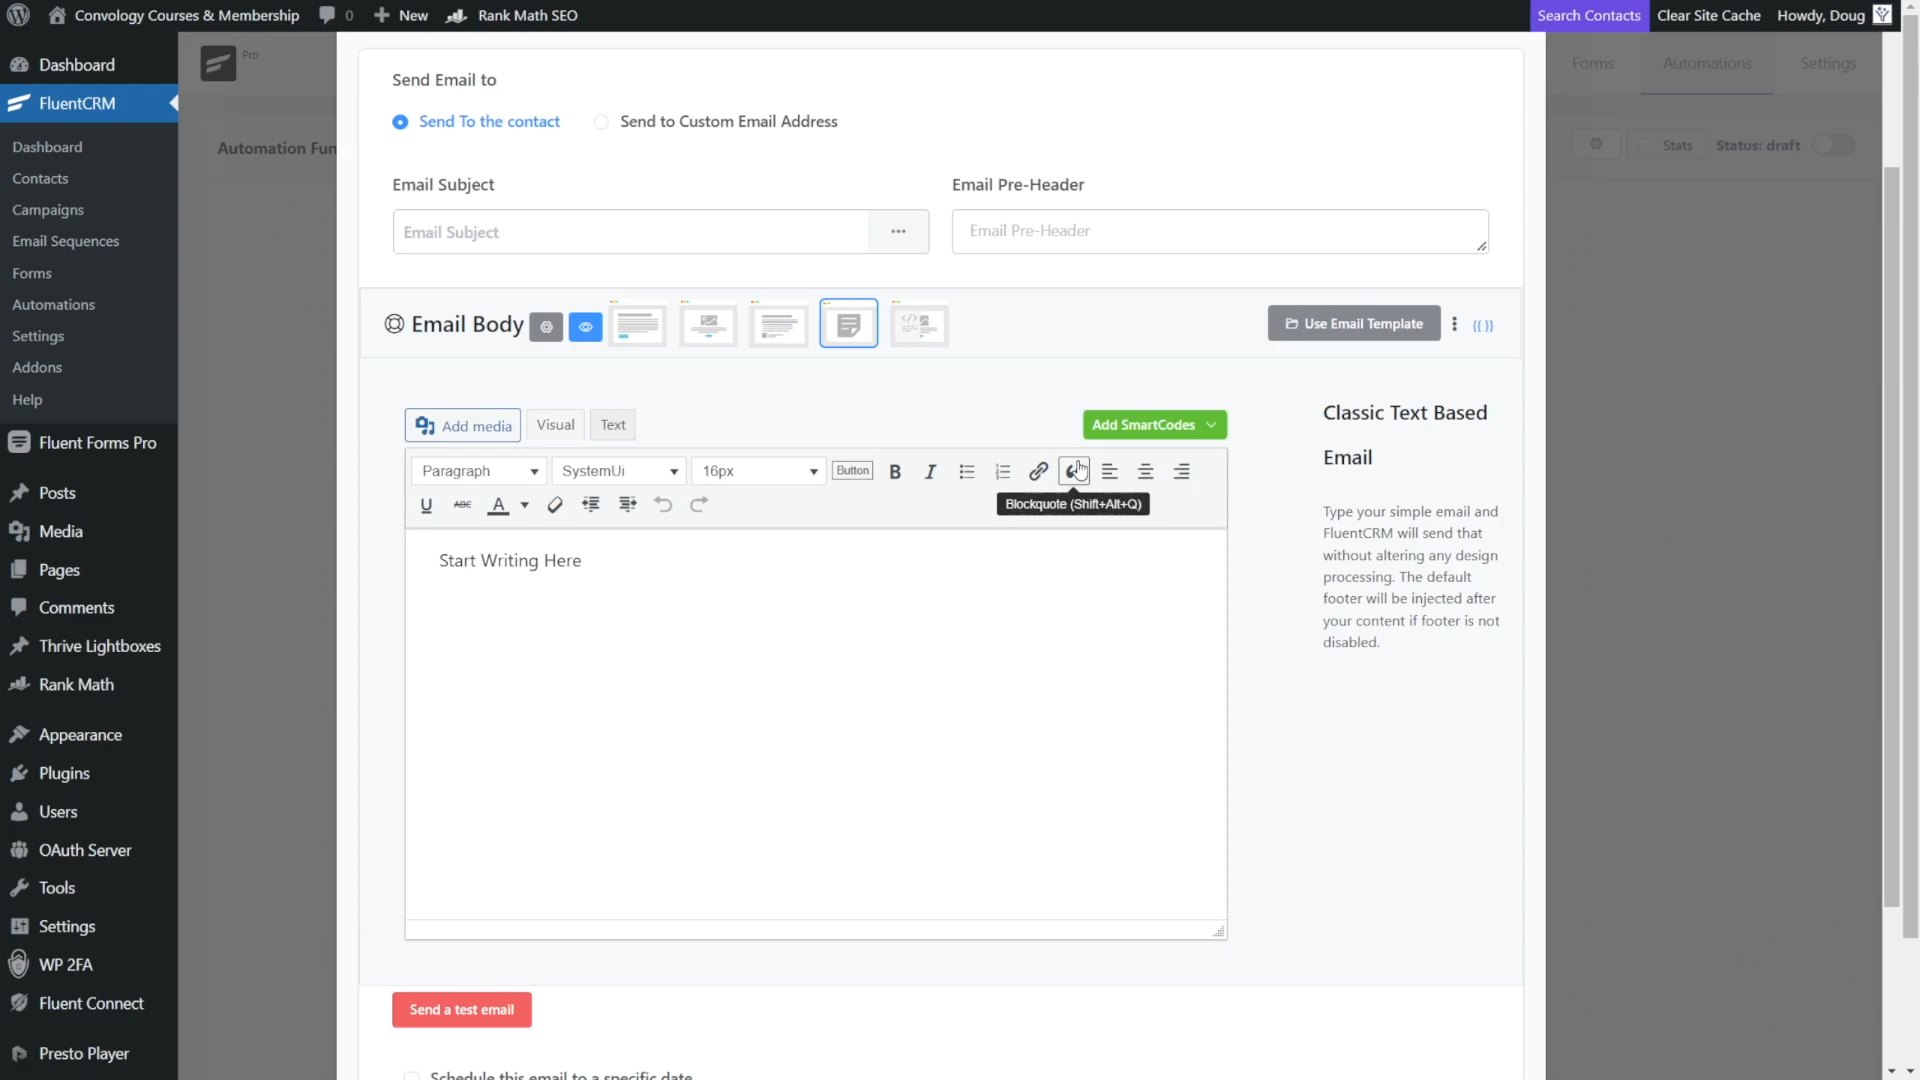 Convology Courses & Membership
0
New
Rank Math SEO
Search Contacts
Clear Site Cache
Howdy, Doug
Dashboard
FluentCRM
Dashboard
Contacts
Campaigns
Email Sequences
Forms
Automations
Settings
Addons
Help
Fluent Forms Pro
Posts
Media
Pages
Comments
Thrive Lightboxes
Rank Math
Appearance
Plugins
Users
OAuth Server
Tools
Settings
WP 2FA
Fluent Connect
Presto Player
Pro
Automation Fun
Forms
Automations
Settings
Stats
Status: draft
Send Email to
Send To the contact
Send to Custom Email Address
Email Subject
Email Pre-Header
Email Subject
•••
Email Pre-Header
Email Body
Use Email Template
{{ }}
Add media
Visual
Text
Add SmartCodes
Paragraph
SystemUi
16px
Button
B
I
U
ABC
A
Blockquote (Shift+Alt+Q)
Start Writing Here
Classic Text Based
Email
Type your simple email and
FluentCRM will send that
without altering any design
processing. The default
footer will be injected after
your content if footer is not
disabled.
Send a test email
Schedule this email to a specific date